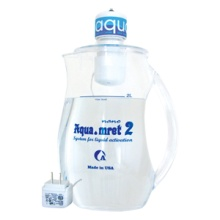 aqu
nano
Aqua.mret 2
System for liquid activation
Made in USA